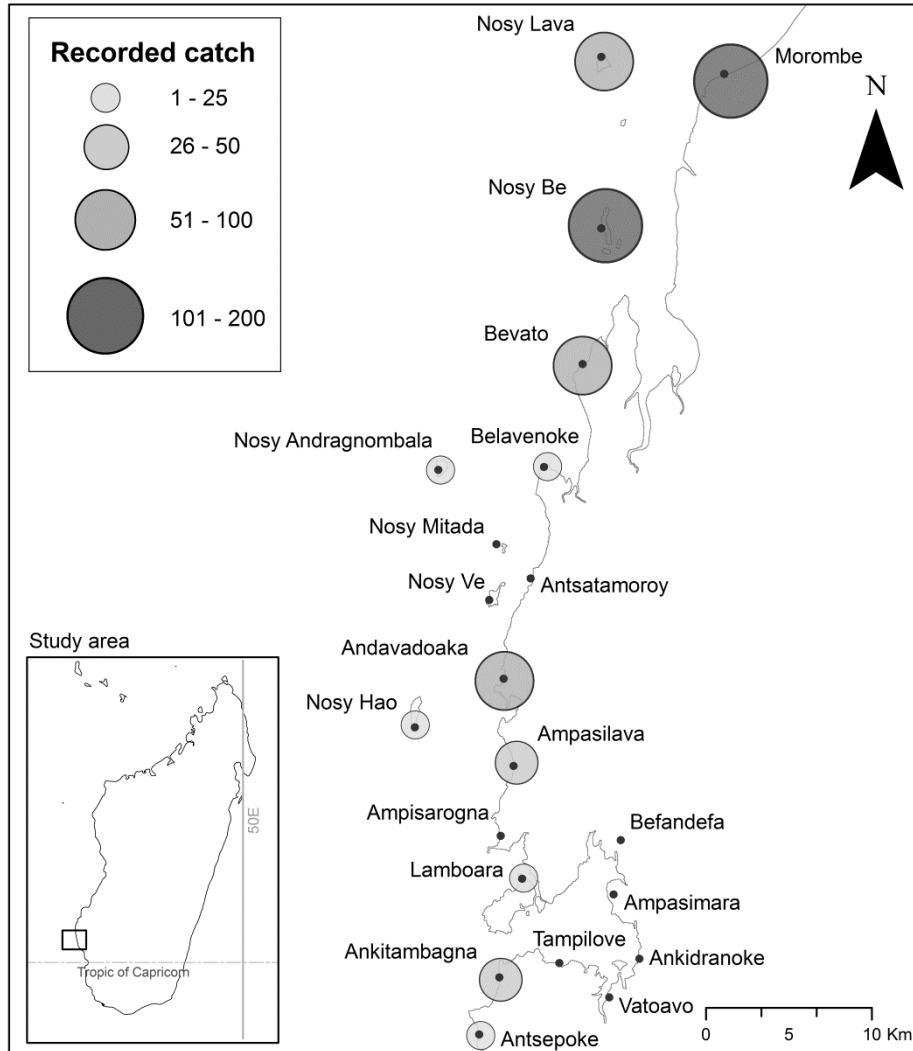 Recorded catch
1 - 25
26 - 50
51 - 100
101 - 200
Nosy Lava
Morombe
N
Nosy Be
Bevato
Nosy Andragnombala
Belavenoke
Nosy Mitada
Nosy Ve
Antsatamoroy
Study area
Andavadoaka
Nosy Hao
Ampasilava
50E
Ampisarogna
Befandefa
Lamboara
Ampasimara
Ankitambagna
Tampilove
Ankidranoke
Tropic of Capricorn
Vatoavo
Antsepoke
0 5 10 Km